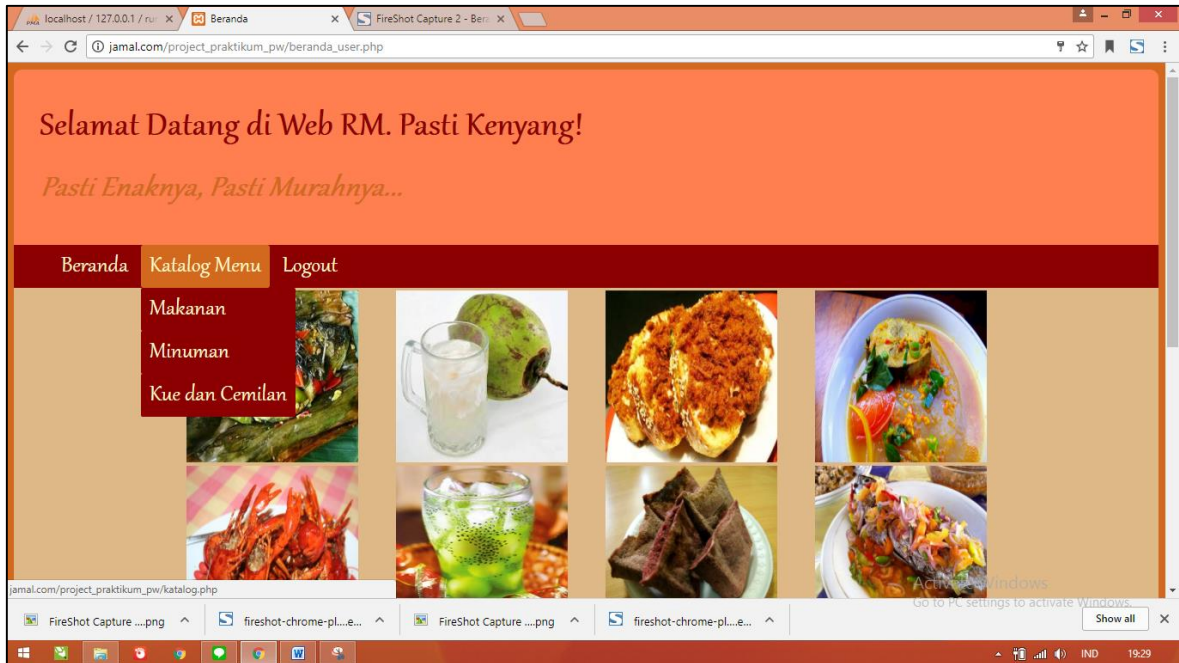 localhost / 127.0.0.1 / ru
Beranda
FireShot Capture 2 - Bera
jamal.com/project_praktikum_pw/beranda_user.php
Selamat Datang di Web RM. Pasti Kenyang!
Pasti Enaknya, Pasti Murahnya...
Beranda Katalog Menu Logout
Makanan
Minuman
Kue dan Cemilan
jamal.com/project_praktikum_pw/katalog.php
Activate Windows
Go to PC settings to activate Windows.
FireShot Capture ....png
fireshot-chrome-pl....e...
FireShot Capture ....png
fireshot-chrome-pl....e...
Show all
IND 19:29